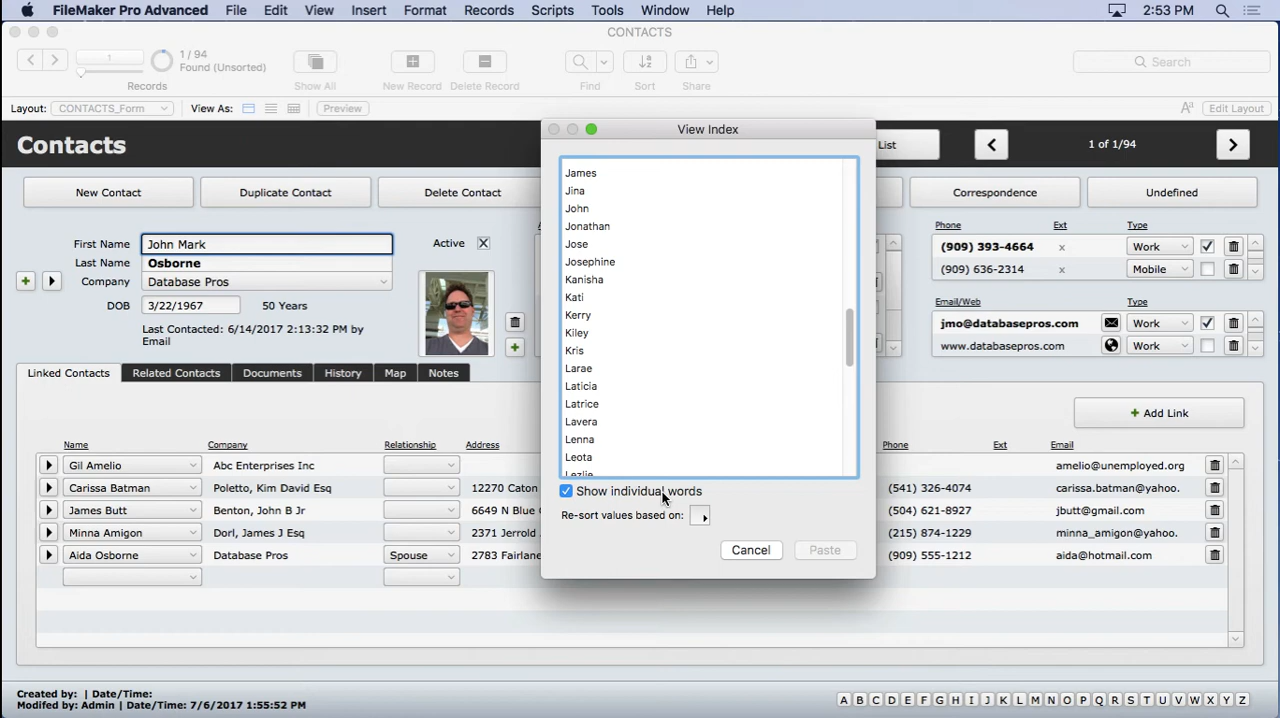 FileMaker Pro Advanced File Edit View Insert Format Records Scripts Tools Window Help 2:53 PM
CONTACTS
1
1 / 94
Found (Unsorted)
Records
Show All
New Record
Delete Record
Find
Sort
Share
Search
Layout: CONTACTS_Form View As: Preview Aa Edit Layout
Contacts
List
1 of 1/94
New Contact
Duplicate Contact
Delete Contact
Correspondence
Undefined
First Name John Mark
Last Name Osborne
Company Database Pros
DOB 3/22/1967 50 Years
Last Contacted: 6/14/2017 2:13:32 PM by
Email
Active
Phone Ext Type
(909) 393-4664 x Work
(909) 636-2314 x Mobile
Email/Web Type
jmo@databasepros.com Work
www.databasepros.com Work
View Index
James
Jina
John
Jonathan
Jose
Josephine
Kanisha
Kati
Kerry
Kiley
Kris
Larae
Laticia
Latrice
Lavera
Lenna
Leota
Lezlie
Show individual words
Re-sort values based on:
Cancel
Paste
Linked Contacts
Related Contacts
Documents
History
Map
Notes
Add Link
Name Company Relationship Address Phone Ext Email
Gil Amelio Abc Enterprises Inc amelio@unemployed.org
Carissa Batman Poletto, Kim David Esq 12270 Caton (541) 326-4074 carissa.batman@yahoo.
James Butt Benton, John B Jr 6649 N Blue (504) 621-8927 jbutt@gmail.com
Minna Amigon Dorl, James J Esq 2371 Jerrold (215) 874-1229 minna_amigon@yahoo.
Aida Osborne Database Pros Spouse 2783 Fairlane (909) 555-1212 aida@hotmail.com
Created by: | Date/Time:
Modifed by: Admin | Date/Time: 7/6/2017 1:55:52 PM
A B C D E F G H I J K L M N O P Q R S T U V W X Y Z